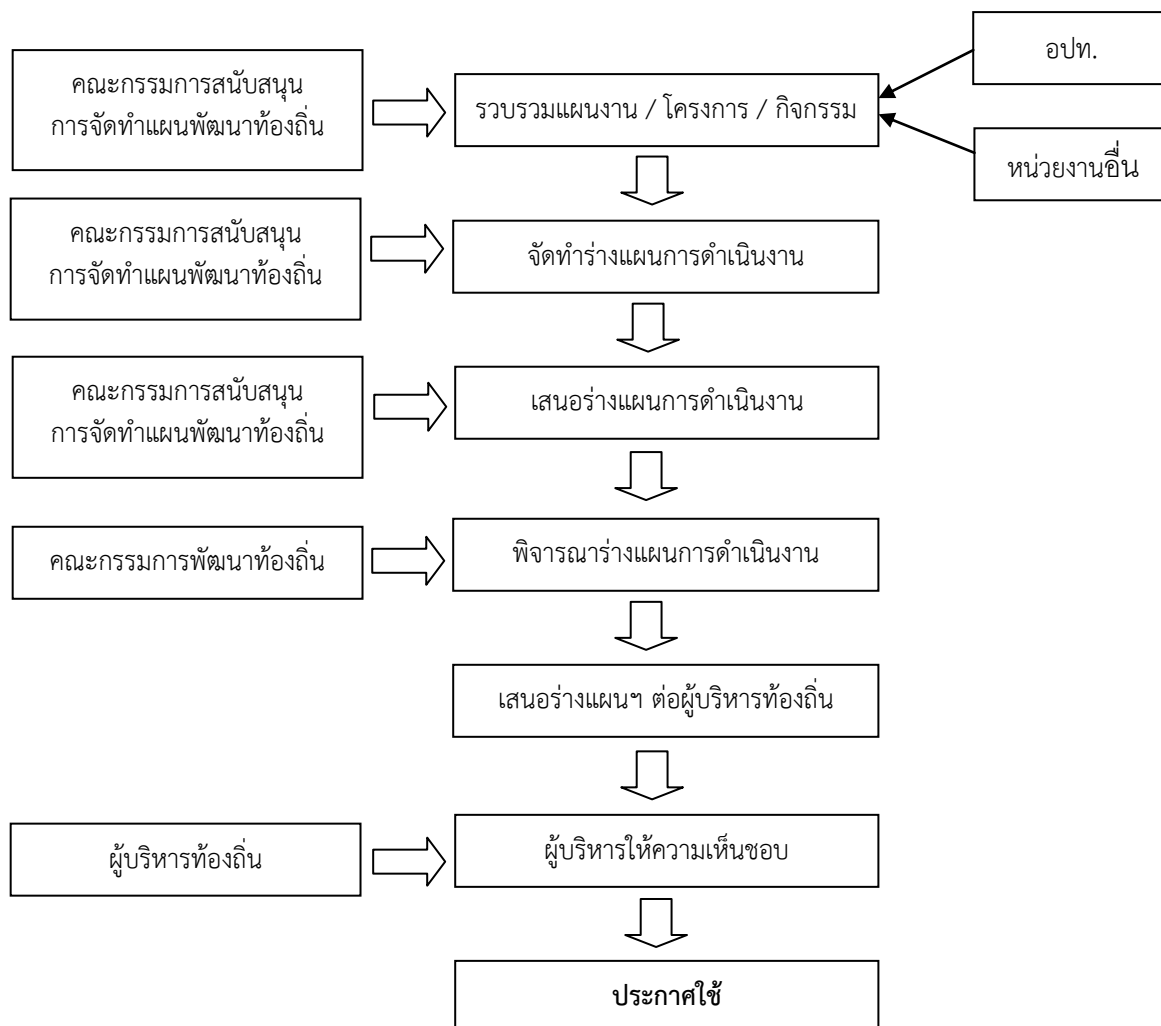 อปท.
คณะกรรมการสนับสนุน
การจัดทำแผนพัฒนาท้องถิ่น
รวบรวมแผนงาน / โครงการ / กิจกรรม
หน่วยงานอื่น
คณะกรรมการสนับสนุน
การจัดทำแผนพัฒนาท้องถิ่น
จัดทำร่างแผนการดำเนินงาน
คณะกรรมการสนับสนุน
การจัดทำแผนพัฒนาท้องถิ่น
เสนอร่างแผนการดำเนินงาน
คณะกรรมการพัฒนาท้องถิ่น
พิจารณาร่างแผนการดำเนินงาน
เสนอร่างแผนฯ ต่อผู้บริหารท้องถิ่น
ผู้บริหารท้องถิ่น
ผู้บริหารให้ความเห็นชอบ
ประกาศใช้